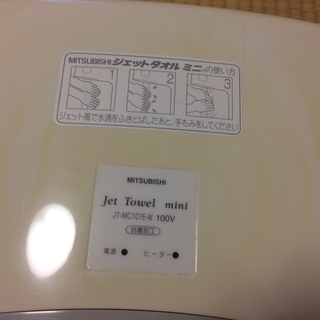 MITSUBISHI ジェットタオル ミニの使い方
1 2 3
ジェット風で水滴をふきとばしたあと、手もみをしてください
MITSUBISHI
Jet Towel mini
JT-MC107E-W 100V
抗菌加工
電源 ヒーター